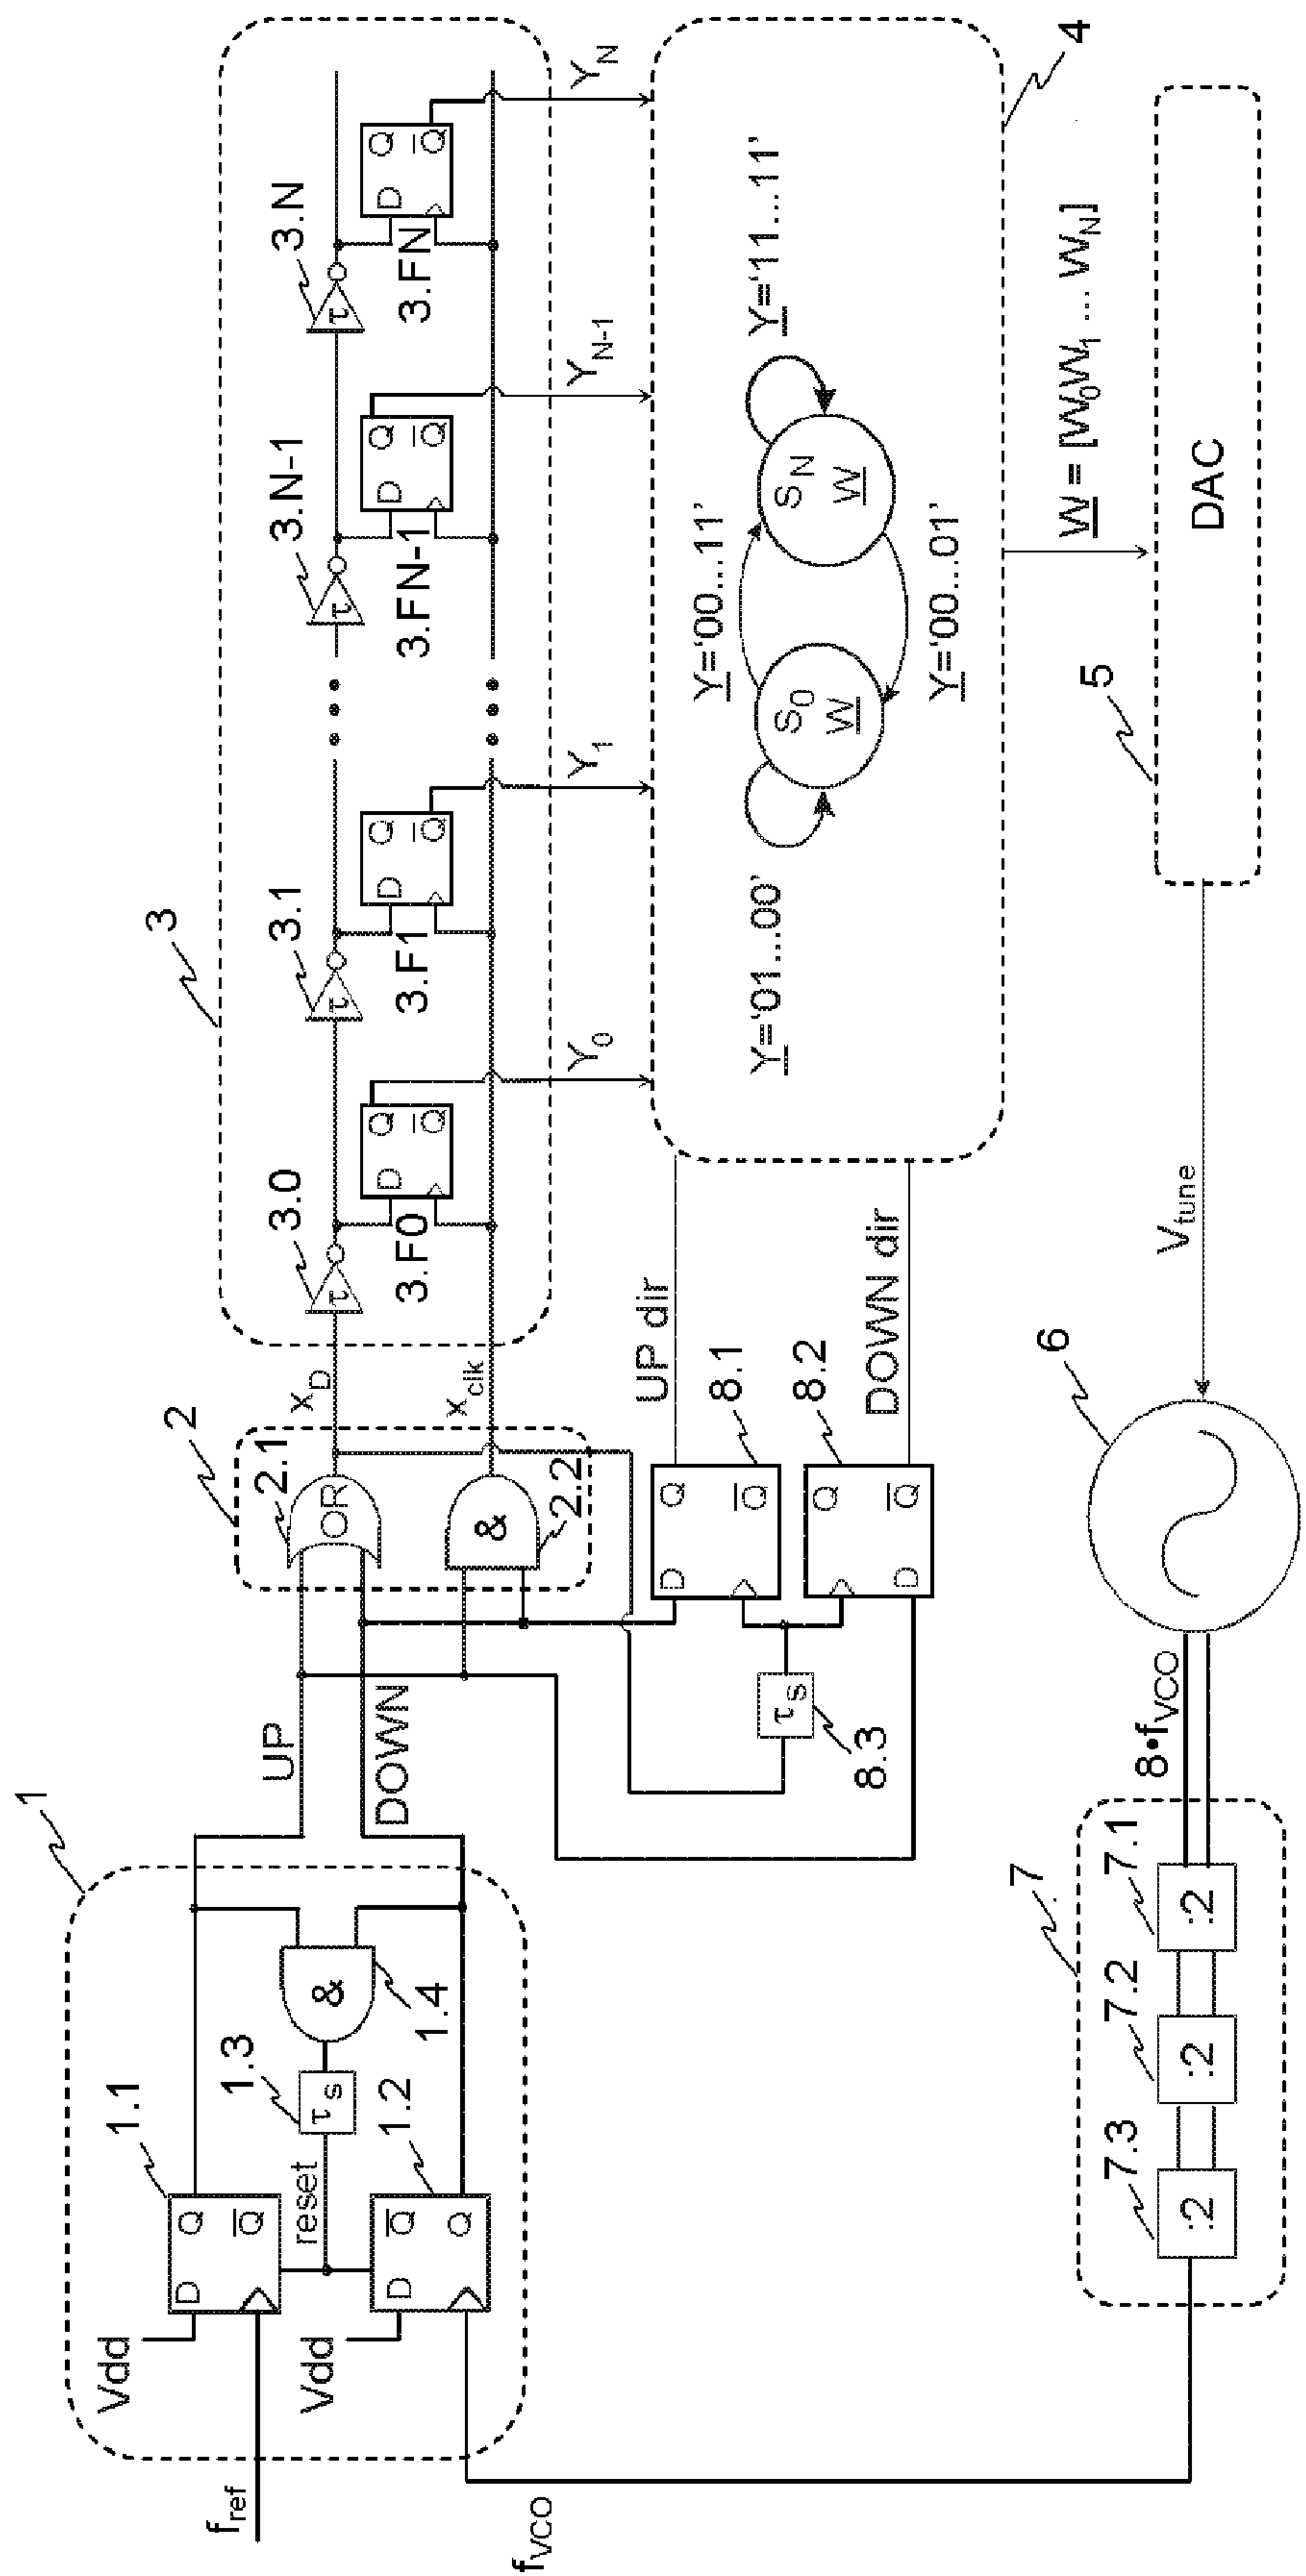 1
1.1
Vdd
D
Q
Q
f_ref
reset
1.3
τ_s
&
1.4
1.2
Vdd
D
Q
Q
f_VCO
UP
DOWN
2
2.1
OR
&
2.2
x_D
x_clk
3
3.0
τ
D
Q
Q
3.F0
Y_0
3.1
τ
D
Q
Q
3.F1
Y_1
3.N-1
τ
D
Q
Q
3.FN-1
Y_N-1
3.N
τ
D
Q
Q
3.FN
Y_N
8.3
τ_s
D
Q
Q
8.1
UP dir
Q
D
Q
8.2
DOWN dir
4
Y='01...00'
S_0
W
Y='00...11'
Y='00...01'
S_N
W
Y='11...11'
W = [W_0W_1 ... W_N]
5
DAC
V_tune
6
8•f_VCO
7
7.3
:2
7.2
:2
7.1
:2